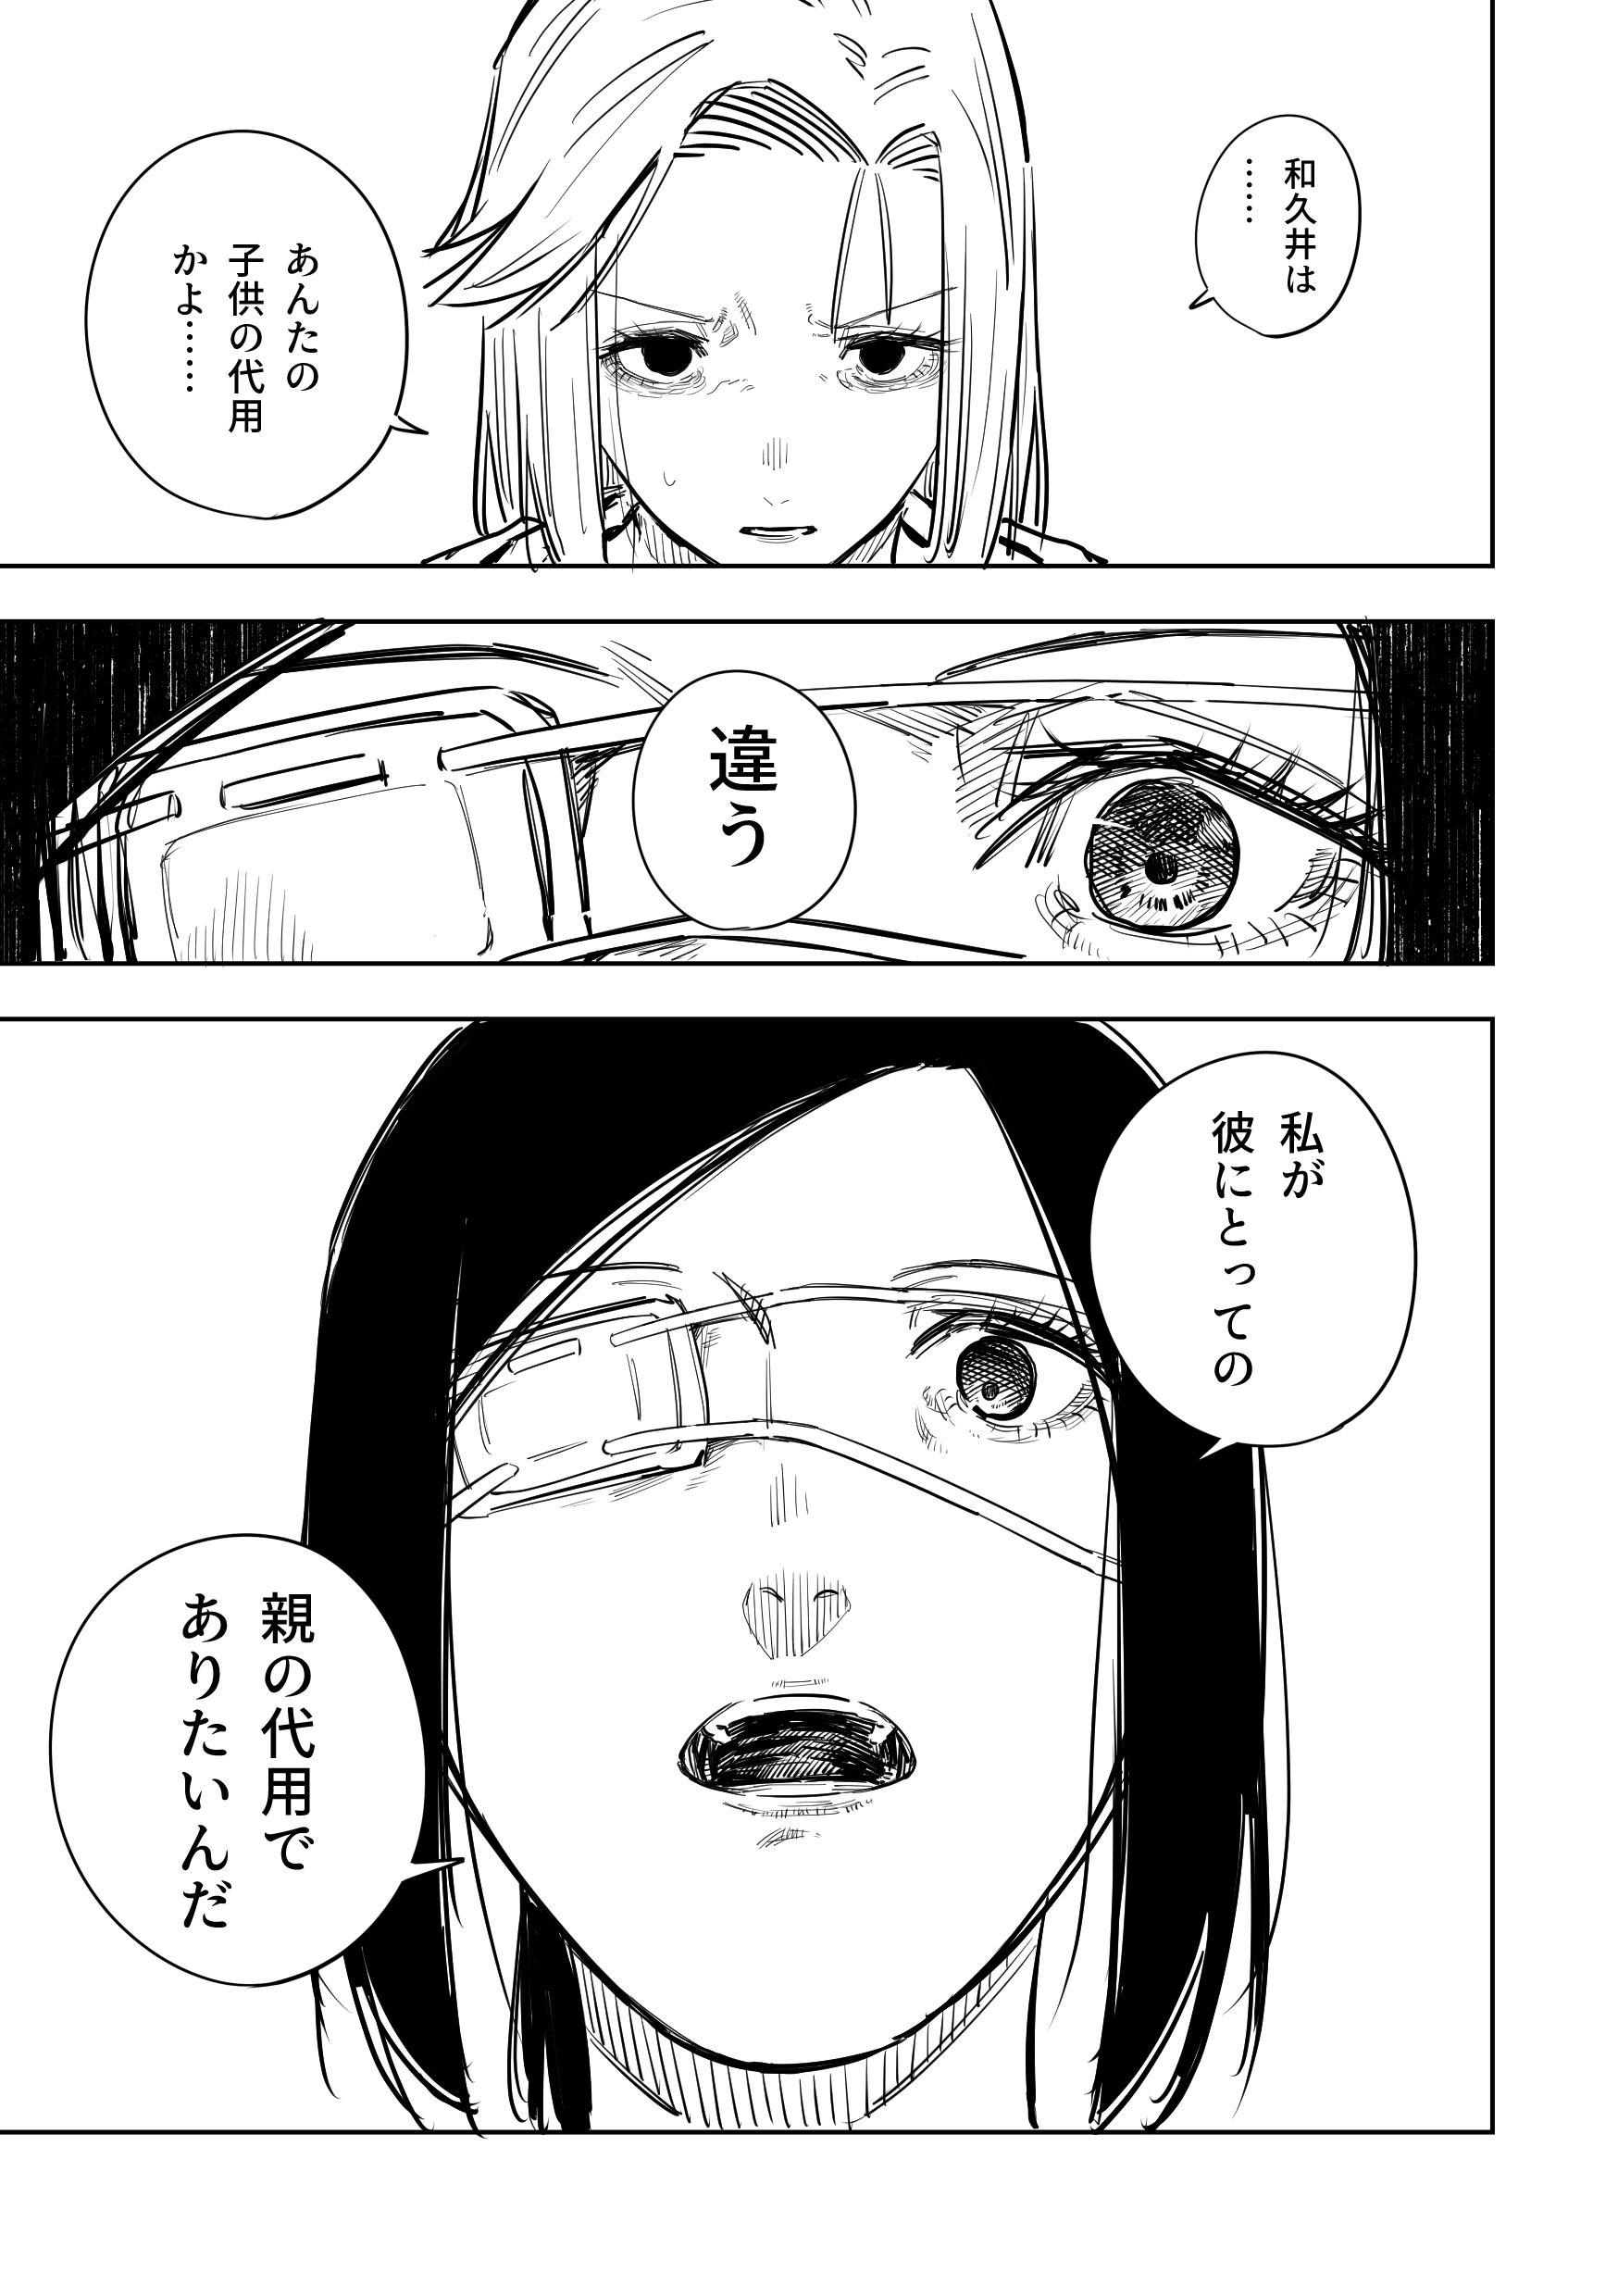 和久井は
……
あんたの
子供の代用
かよ……
違う
私が
彼にとっての
親の代用で
ありたいんだ